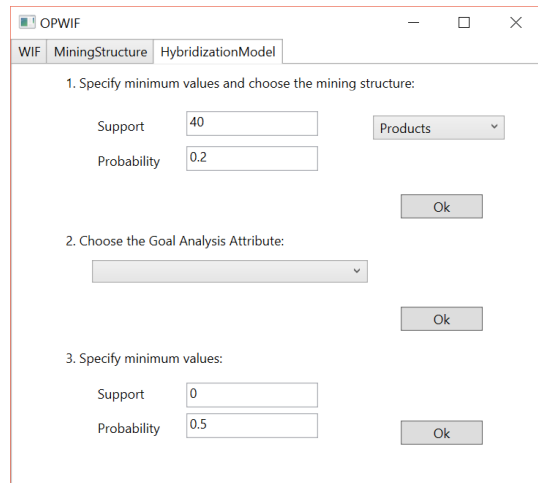 OPWIF
WIF MiningStructure HybridizationModel
1. Specify minimum values and choose the mining structure:
Support 40 Products
Probability 0.2
Ok
2. Choose the Goal Analysis Attribute:
Ok
3. Specify minimum values:
Support 0
Probability 0.5
Ok